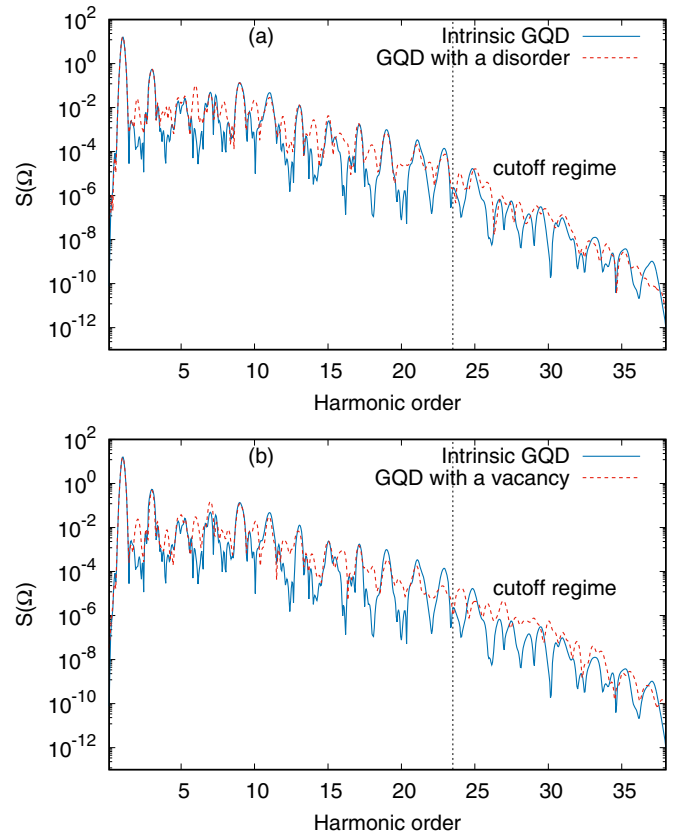 (a)
Intrinsic GQD
GQD with a disorder
cutoff regime
S(Ω)
10^2
10^0
10^-2
10^-4
10^-6
10^-8
10^-10
10^-12
5 10 15 20 25 30 35
Harmonic order
(b)
Intrinsic GQD
GQD with a vacancy
cutoff regime
S(Ω)
10^2
10^0
10^-2
10^-4
10^-6
10^-8
10^-10
10^-12
5 10 15 20 25 30 35
Harmonic order